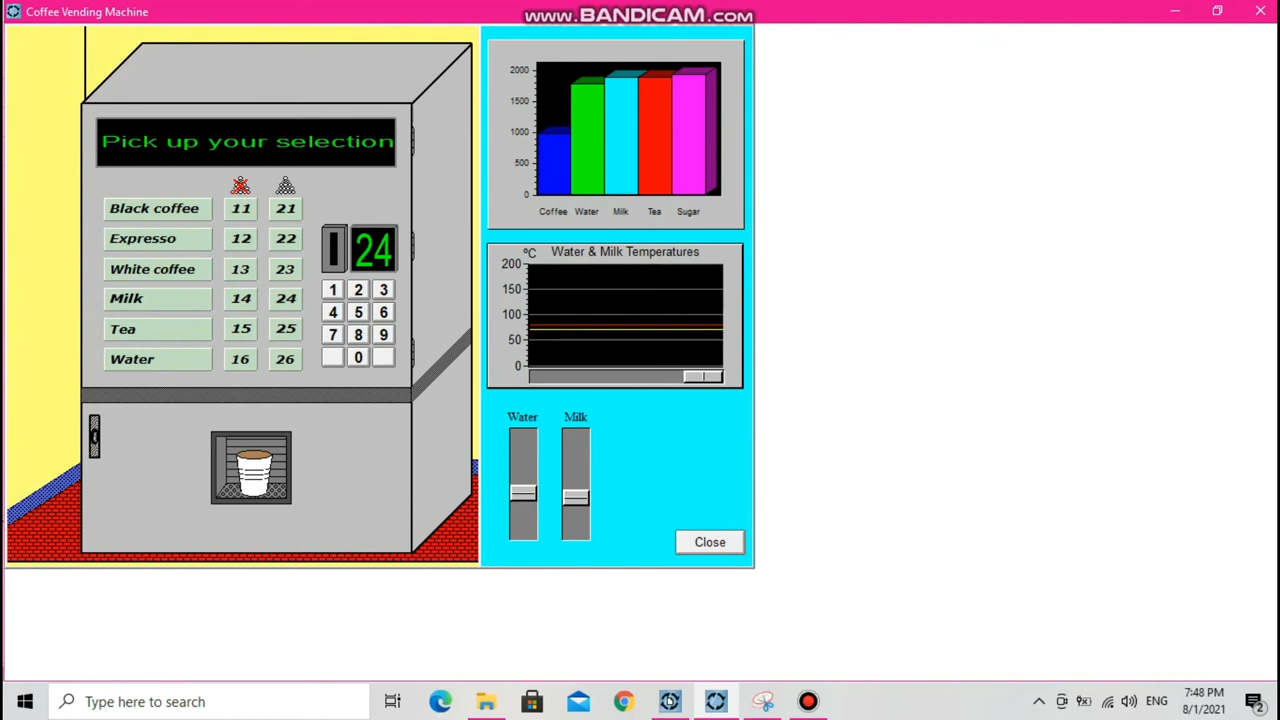 Coffee Vending Machine
www.BANDICAM.com
Pick up your selection
Black coffee 11 21
Expresso 12 22
White coffee 13 23
Milk 14 24
Tea 15 25
Water 16 26
24
1 2 3
4 5 6
7 8 9
0
2000
1500
1000
500
0
Coffee Water Milk Tea Sugar
ºC Water & Milk Temperatures
200
150
100
50
0
Water Milk
Close
Type here to search
ENG
7:48 PM
8/1/2021
2